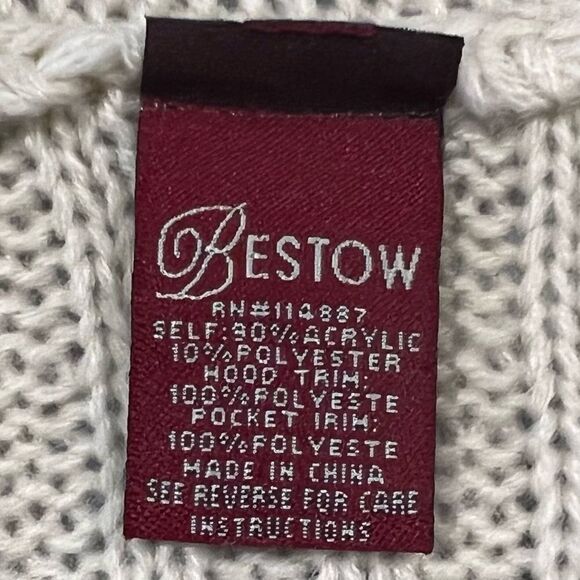 BESTOW
RN#114887
SELF:90%ACRYLIC
10%POLYESTER
HOOD TRIM:
100%POLYESTE
POCKET TRIM:
100%POLYESTE
MADE IN CHINA
SEE REVERSE FOR CARE
INSTRUCTIONS